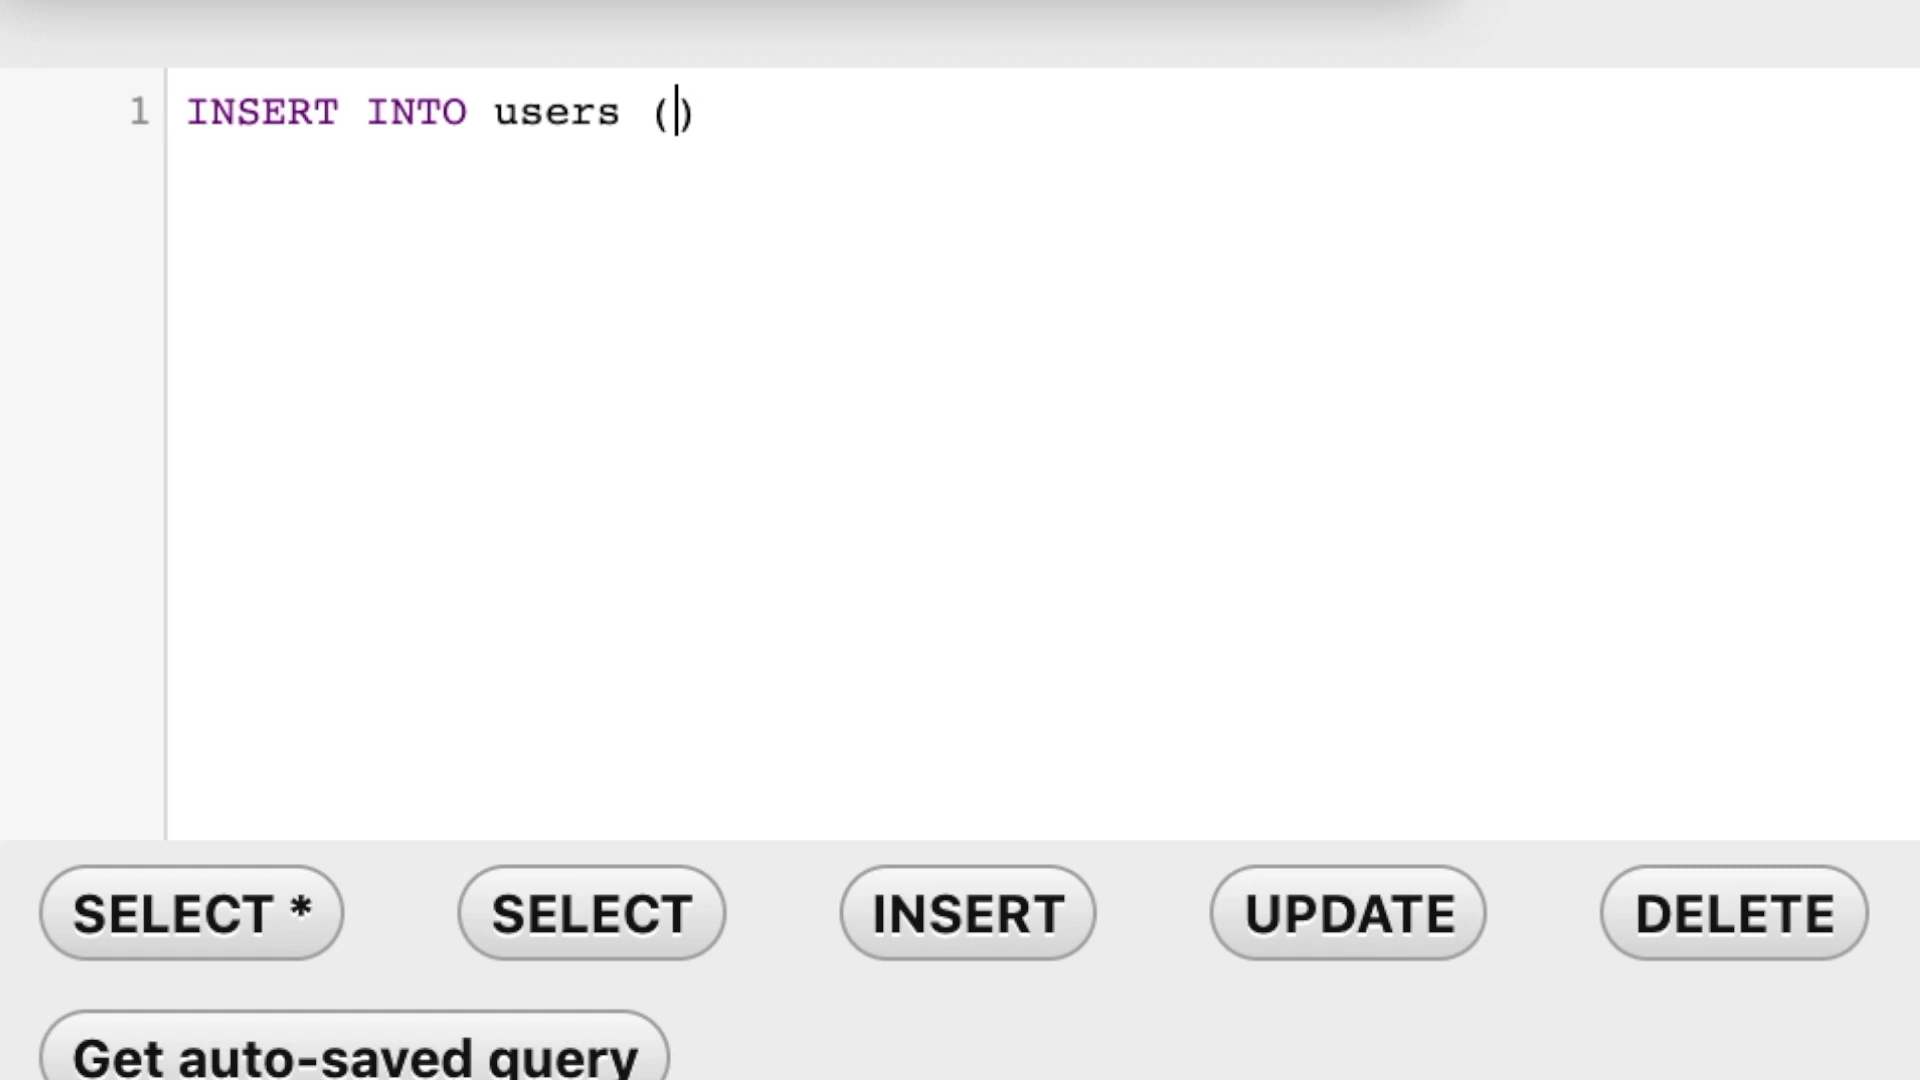 1 INSERT INTO users ()
SELECT * SELECT INSERT UPDATE DELETE
Get auto-saved query